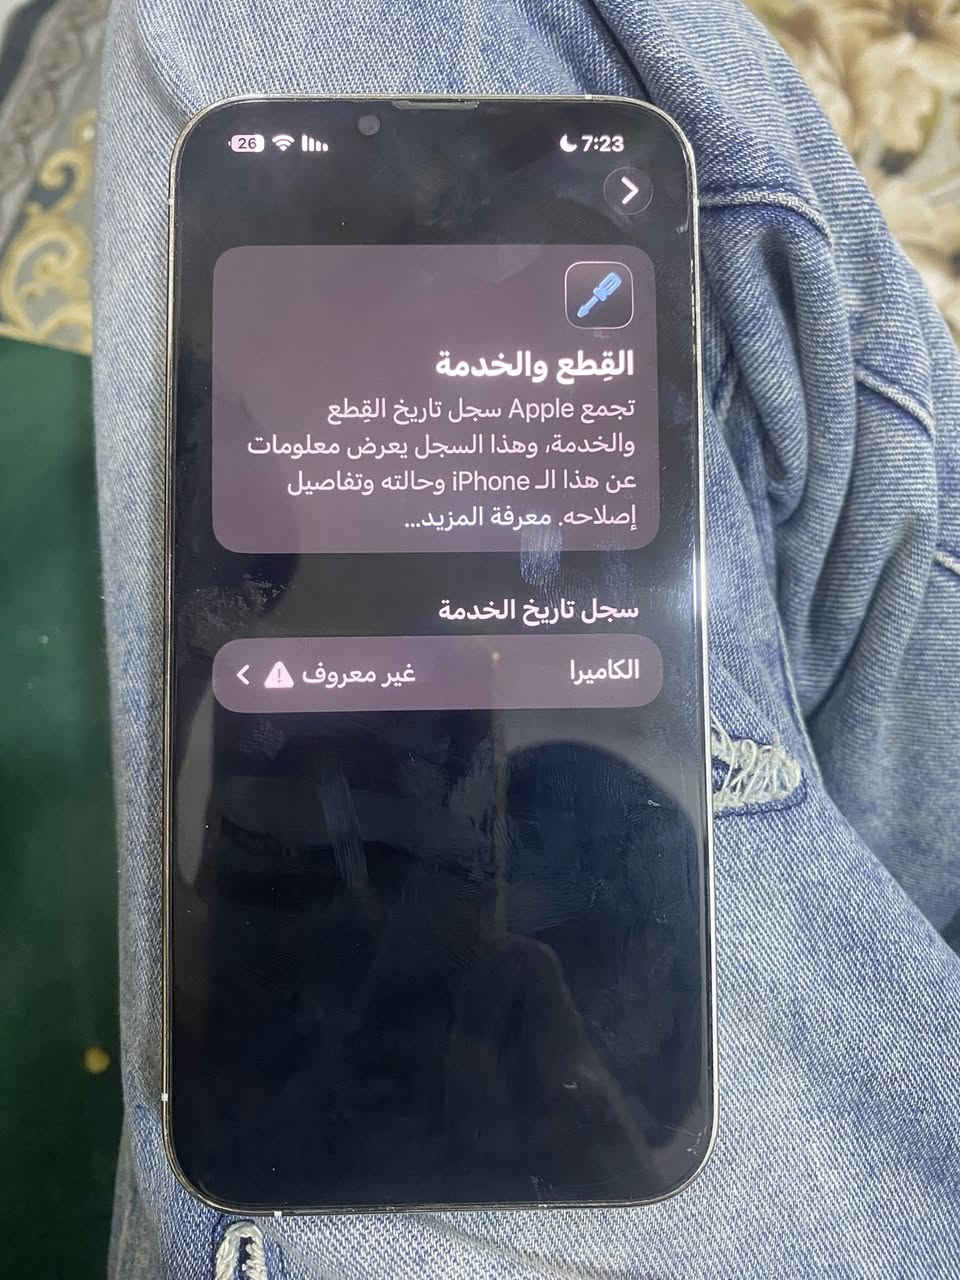 26
7:23
القِطع والخدمة
تجمع Apple سجل تاريخ القِطع
والخدمة، وهذا السجل يعرض معلومات
عن هذا الـ iPhone وحالته وتفاصيل
إصلاحه. معرفة المزيد...
سجل تاريخ الخدمة
الكاميرا غير معروف